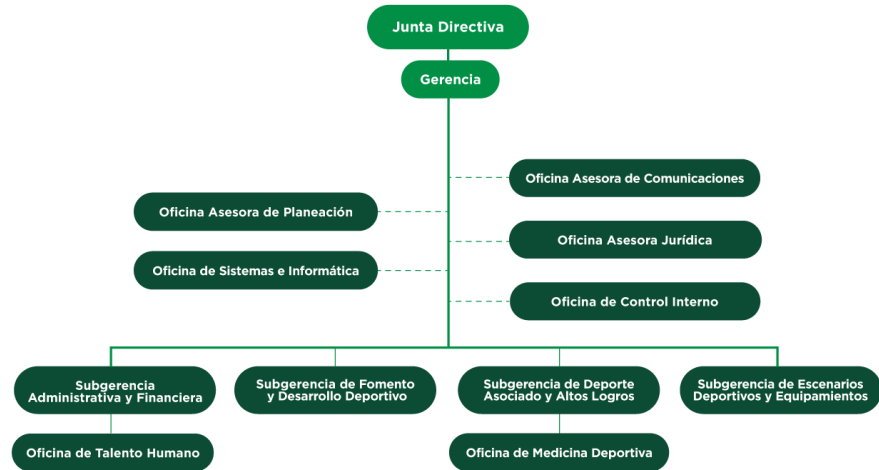 Junta Directiva
Gerencia
Oficina Asesora de Comunicaciones
Oficina Asesora de Planeación
Oficina Asesora Jurídica
Oficina de Sistemas e Informática
Oficina de Control Interno
Subgerencia
Administrativa y Financiera
Subgerencia de Fomento
y Desarrollo Deportivo
Subgerencia de Deporte
Asociado y Altos Logros
Subgerencia de Escenarios
Deportivos y Equipamientos
Oficina de Talento Humano
Oficina de Medicina Deportiva